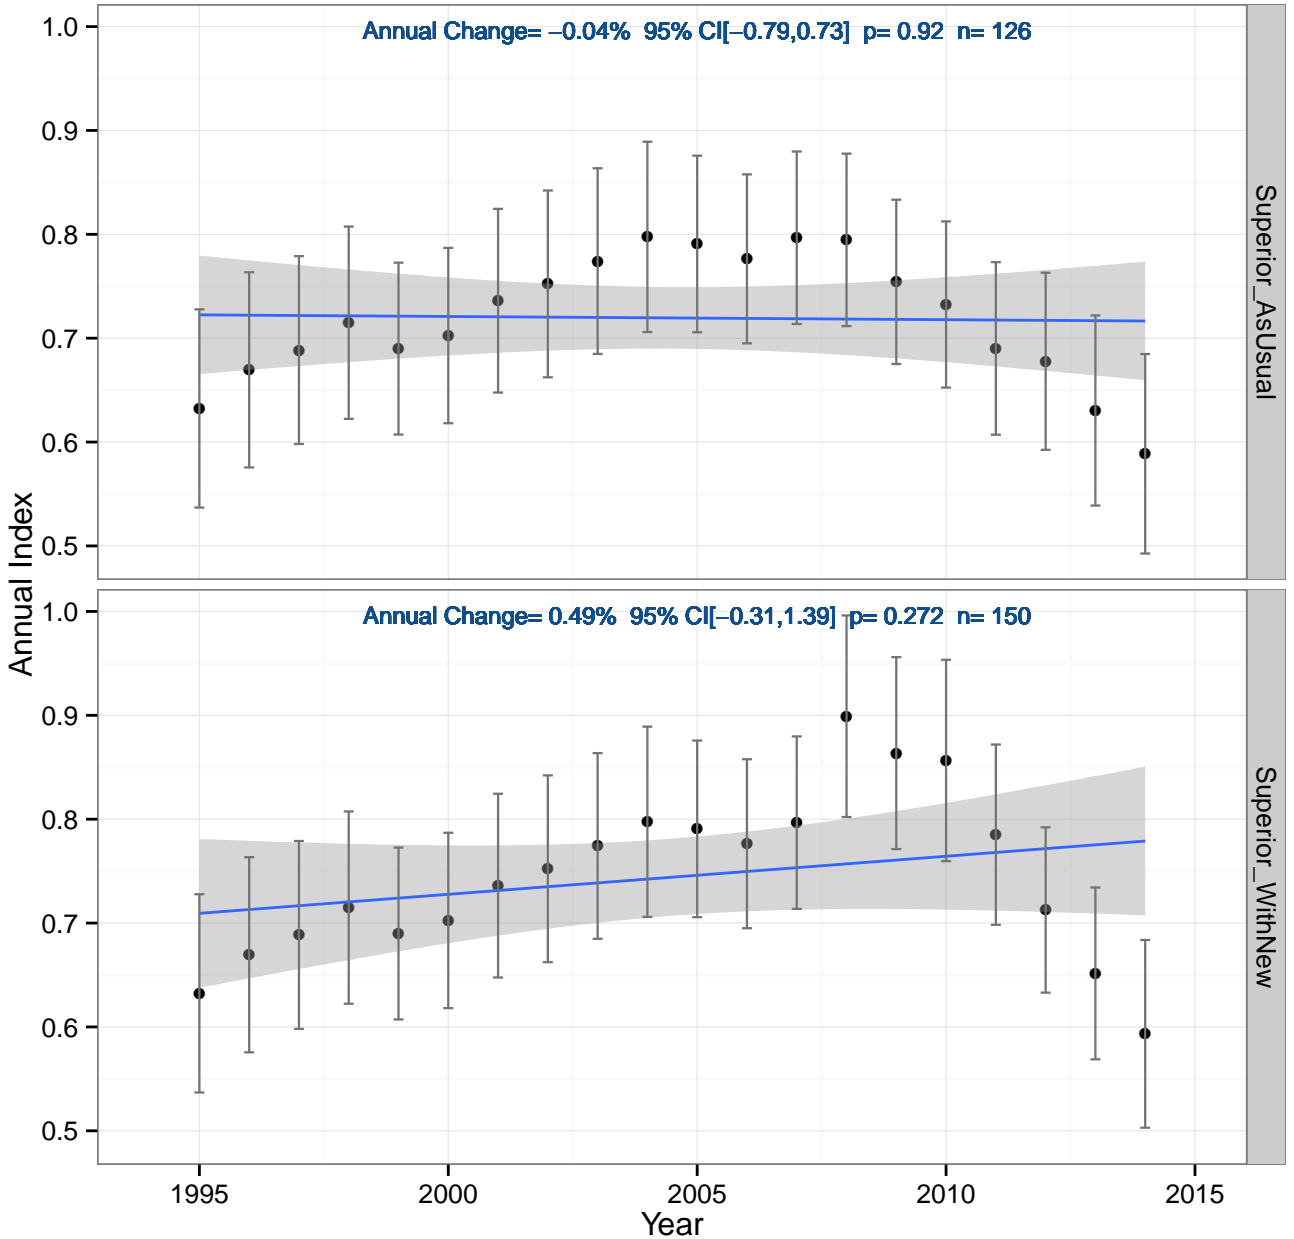 Annual Change= −0.04%  95% CI[−0.79,0.73]  p= 0.92  n= 126
1.0
0.9
0.8
0.7
0.6
0.5
Superior_AsUsual
Annual Index
Annual Change= 0.49%  95% CI[−0.31,1.39]  p= 0.272  n= 150
1.0
0.9
0.8
0.7
0.6
0.5
Superior_WithNew
1995 2000 2005 2010 2015
Year